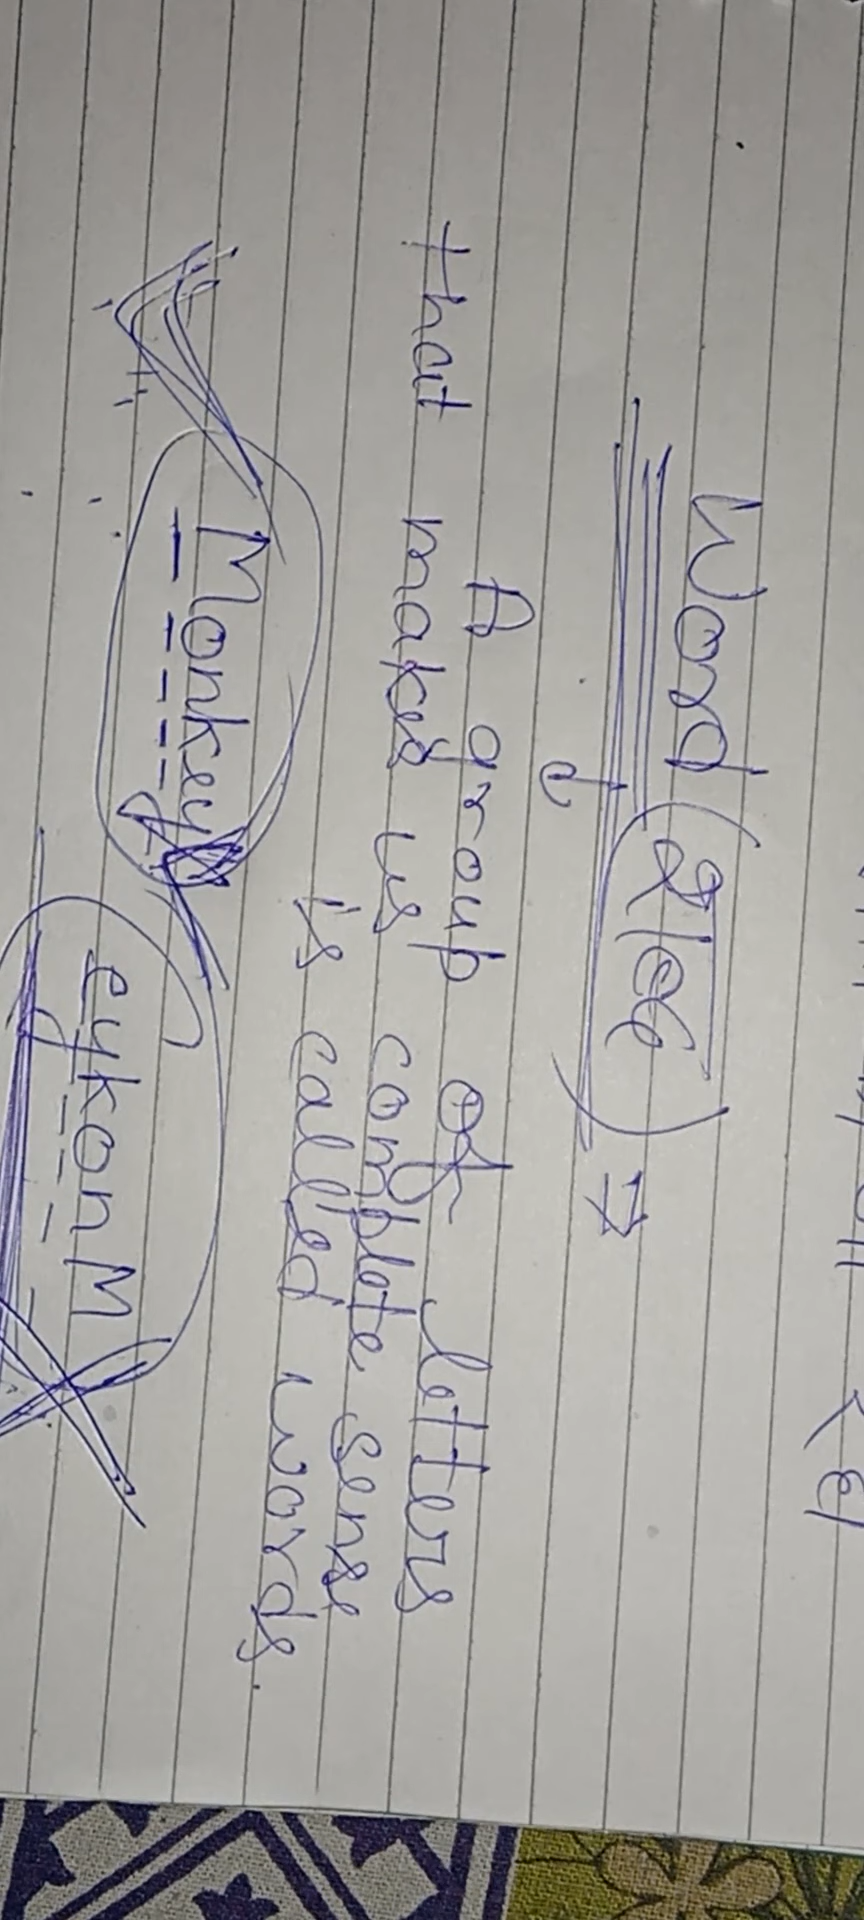 Word (शब्द) →
A group of letters
that makes us complete sense
is called words.
Monkey
eykonM